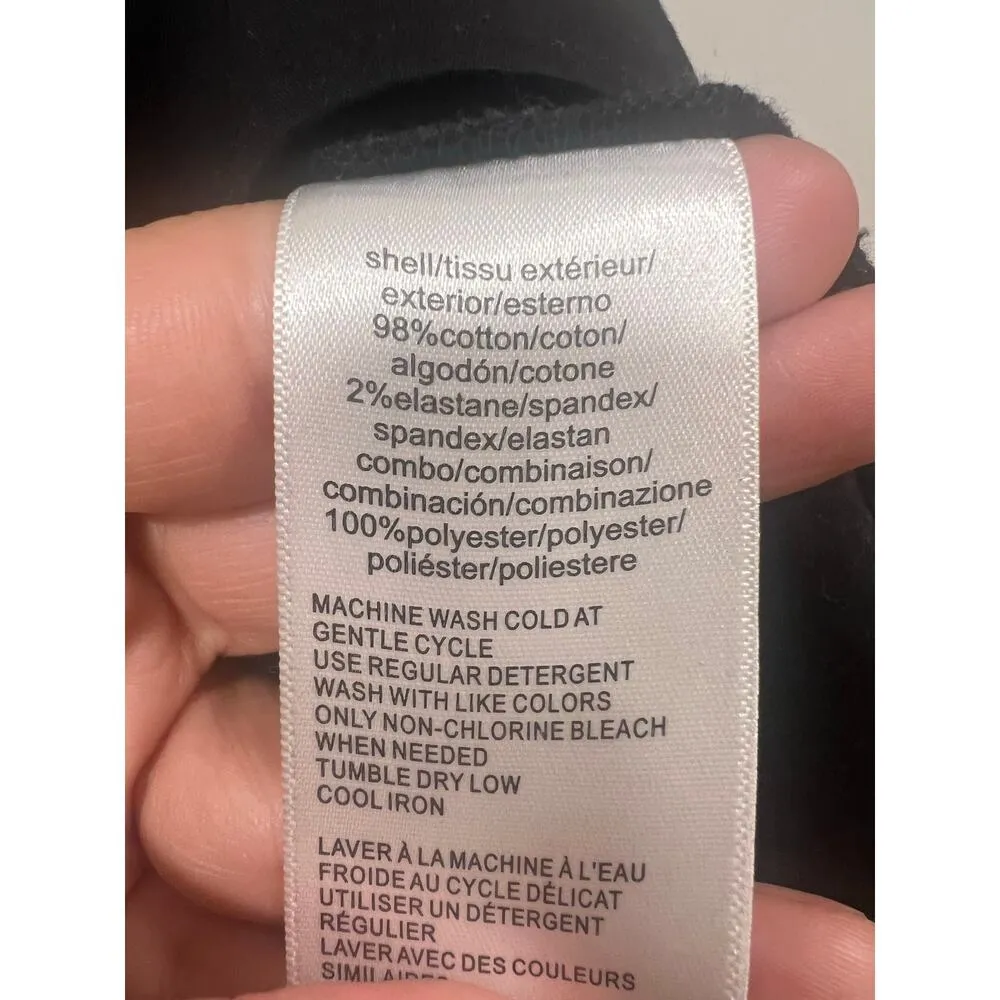 shell/tissu extérieur/
exterior/esterno
98%cotton/coton/
algodón/cotone
2%elastane/spandex/
spandex/elastan
combo/combinaison/
combinación/combinazione
100%polyester/polyester/
poliéster/poliestere
MACHINE WASH COLD AT
GENTLE CYCLE
USE REGULAR DETERGENT
WASH WITH LIKE COLORS
ONLY NON-CHLORINE BLEACH
WHEN NEEDED
TUMBLE DRY LOW
COOL IRON
LAVER À LA MACHINE À L'EAU
FROIDE AU CYCLE DÉLICAT
UTILISER UN DÉTERGENT
RÉGULIER
LAVER AVEC DES COULEURS
SIMILAIRES